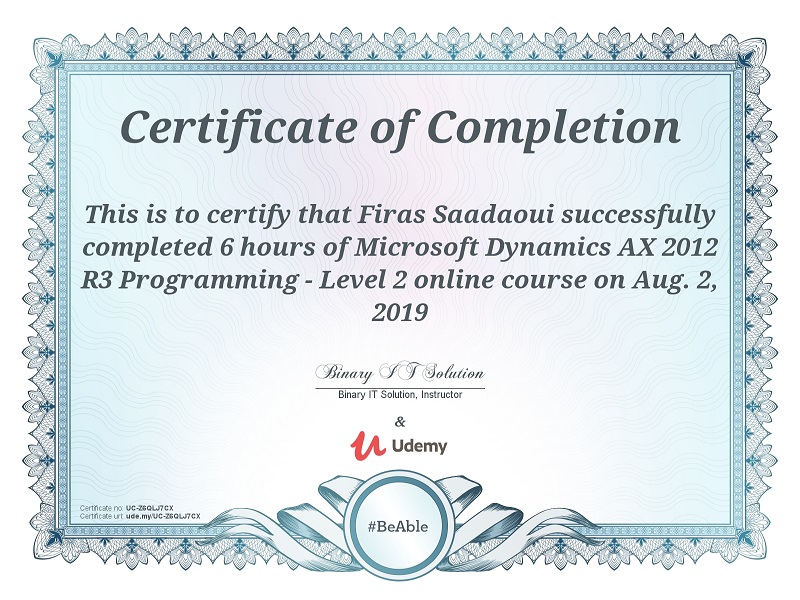 Certificate of Completion
This is to certify that Firas Saadaoui successfully
completed 6 hours of Microsoft Dynamics AX 2012
R3 Programming - Level 2 online course on Aug. 2,
2019
Binary IT Solution
Binary IT Solution, Instructor
&
Udemy
Certificate no: UC-Z6QLJ7CX
Certificate url: ude.my/UC-Z6QLJ7CX
#BeAble